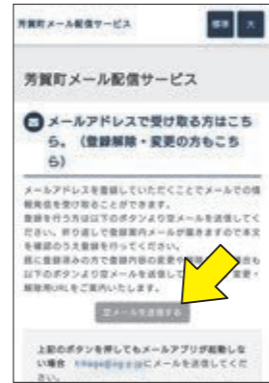 芳賀町メール配信サービス
標準 大
芳賀町メール配信サービス
メールアドレスで受け取る方はこち
ら。（登録解除・変更の方もこち
ら）
メールアドレスを登録していただくことでメールでの情
報発信を受け取ることができます。
登録を行う方は以下のボタンより空メールを送信してく
ださい。折り返しで登録案内メールが届きますので本文
を確認のうえ登録を行ってください。
既に登録済みの方で登録内容の変更や
以下のボタンより空メールを送信して 変更・
解除用URLをご案内いたします。
空メールを送信する
上記のボタンを押してもメールアプリが起動しな
い場合 にメールを送信してくだ
さい。